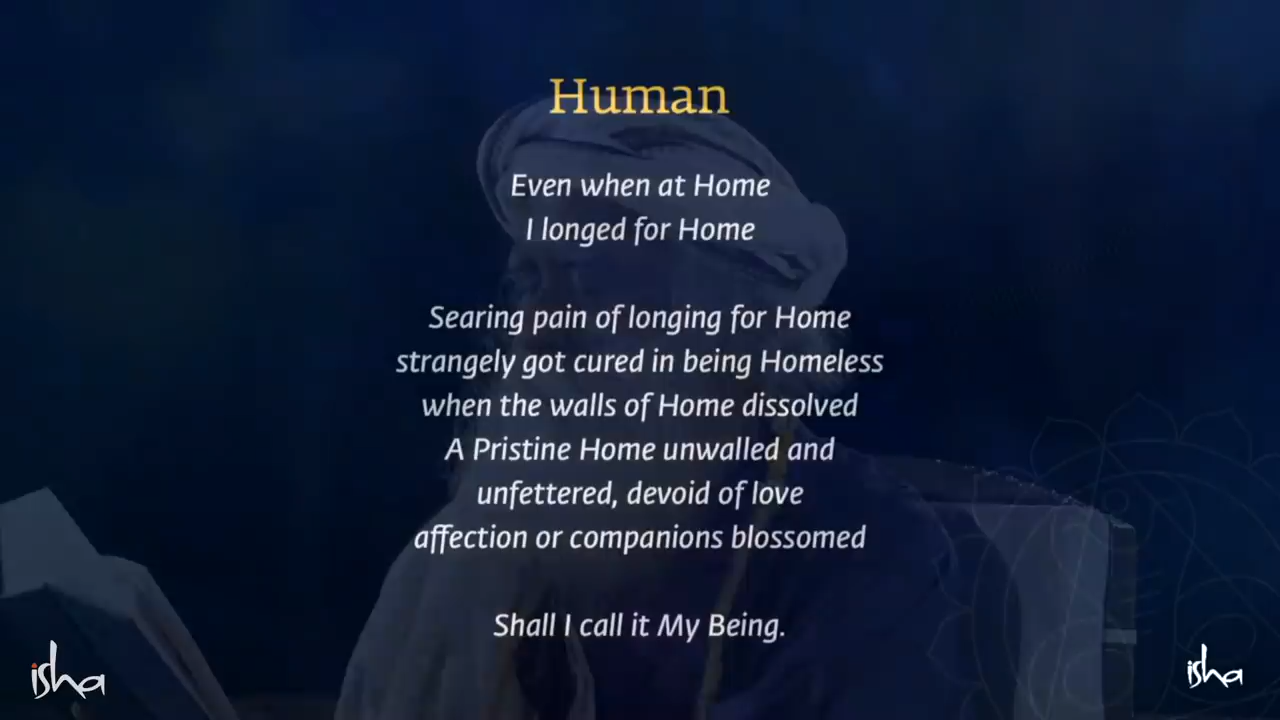 Human
Even when at Home
I longed for Home
Searing pain of longing for Home
strangely got cured in being Homeless
when the walls of Home dissolved
A Pristine Home unwalled and
unfettered, devoid of love
affection or companions blossomed
Shall I call it My Being.
isha
isha